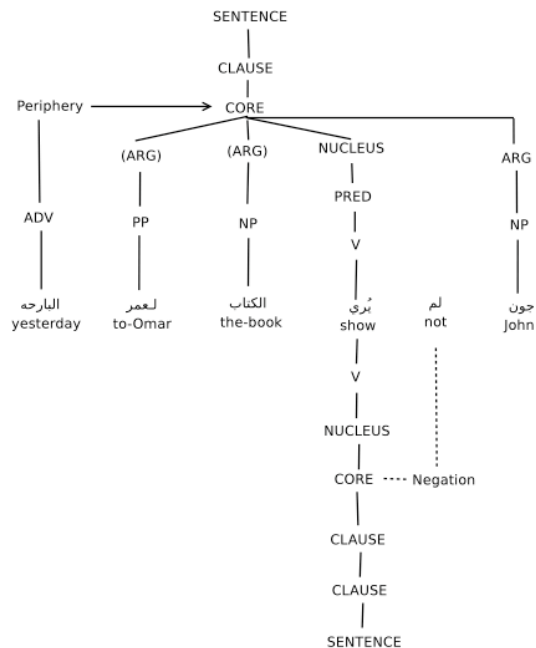 SENTENCE
CLAUSE
Periphery CORE
(ARG) (ARG) NUCLEUS ARG
PRED
ADV PP NP NP
V
البارحه لـعمر الكتاب يُري لم جون
yesterday to-Omar the-book show not John
V
NUCLEUS
CORE Negation
CLAUSE
CLAUSE
SENTENCE